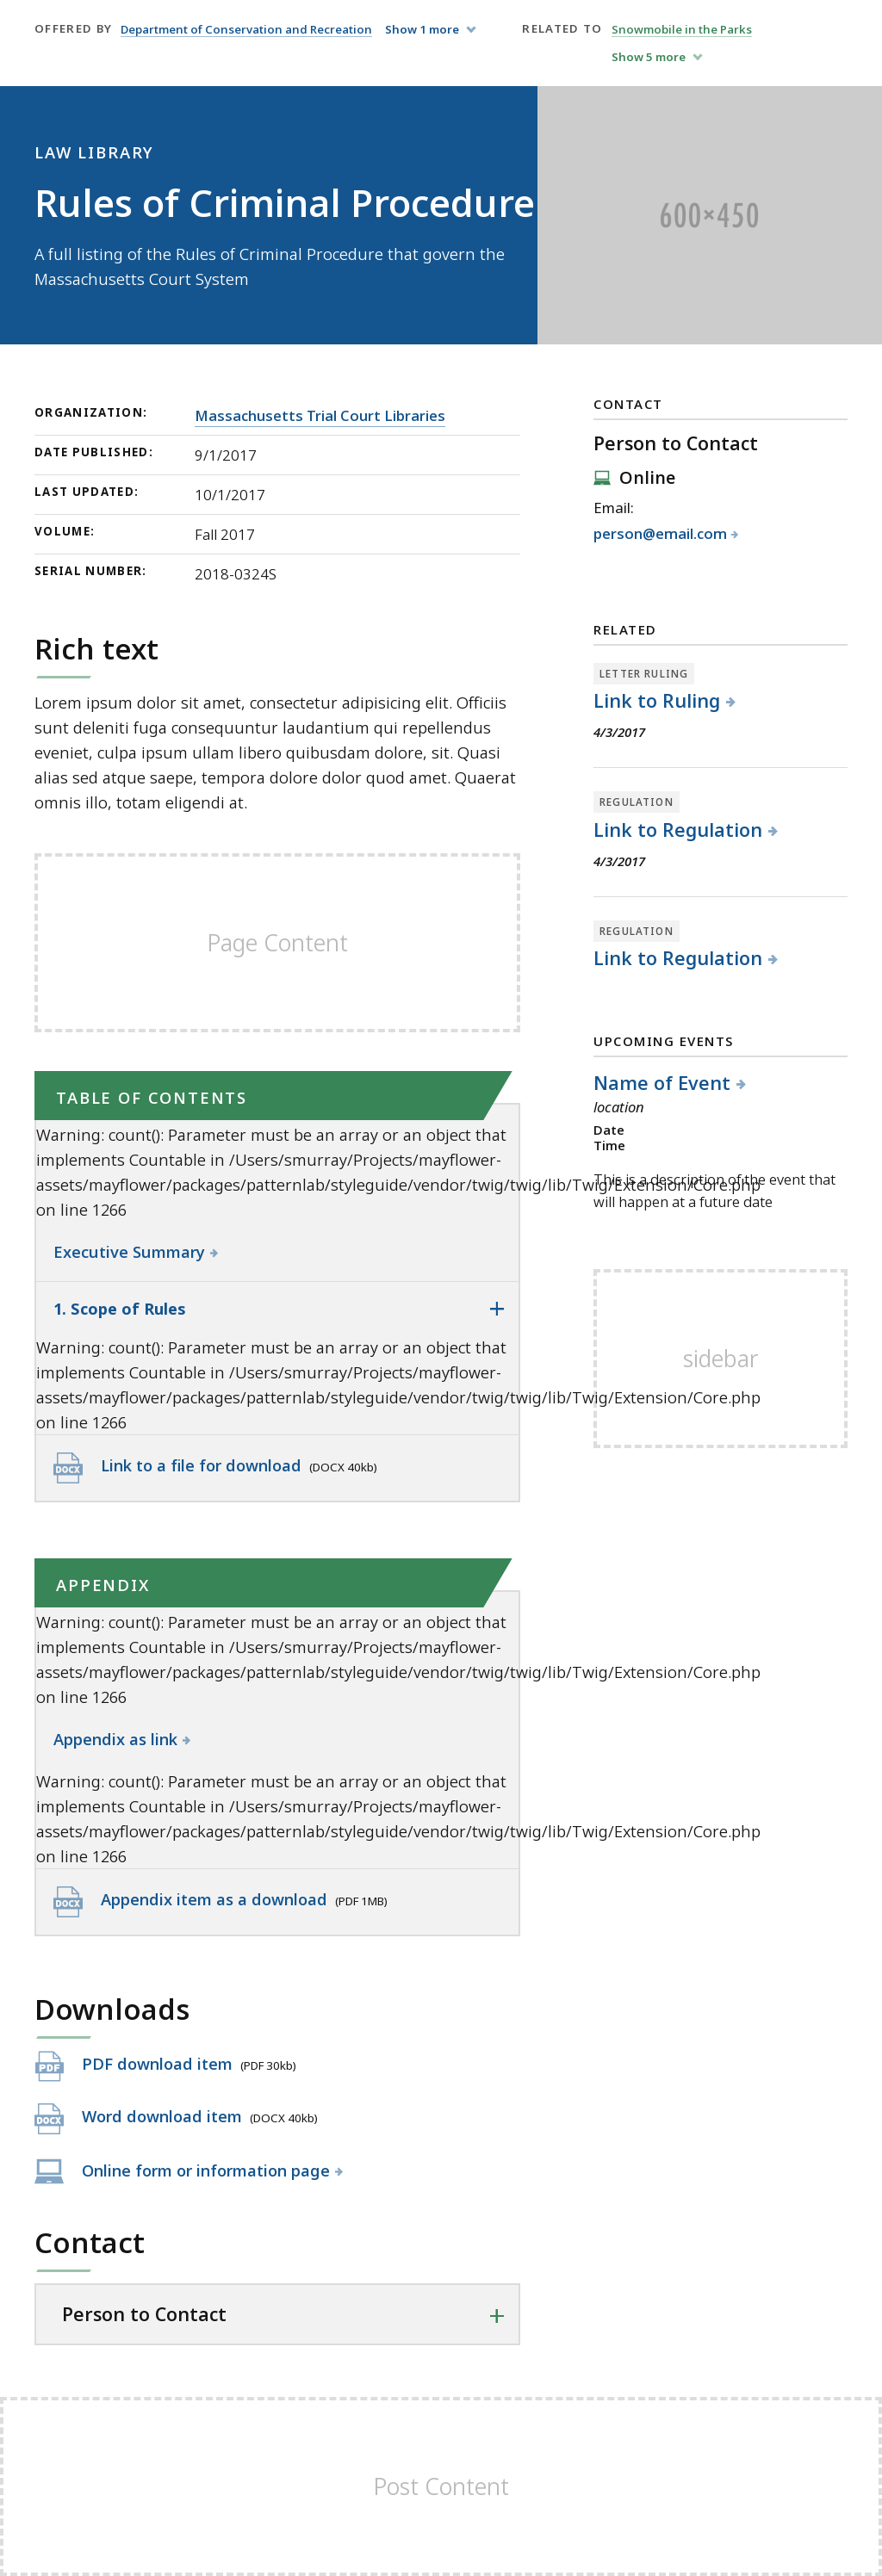 OFFERED BY Department of Conservation and Recreation Show 1 more
RELATED TO Snowmobile in the Parks
Show 5 more
LAW LIBRARY
Rules of Criminal Procedure
A full listing of the Rules of Criminal Procedure that govern the
Massachusetts Court System
600×450
ORGANIZATION: Massachusetts Trial Court Libraries
DATE PUBLISHED: 9/1/2017
LAST UPDATED: 10/1/2017
VOLUME: Fall 2017
SERIAL NUMBER: 2018-0324S
Rich text
Lorem ipsum dolor sit amet, consectetur adipisicing elit. Officiis
sunt deleniti fuga consequuntur laudantium qui repellendus
eveniet, culpa ipsum ullam libero quibusdam dolore, sit. Quasi
alias sed atque saepe, tempora dolore dolor quod amet. Quaerat
omnis illo, totam eligendi at.
Page Content
TABLE OF CONTENTS
Warning: count(): Parameter must be an array or an object that
implements Countable in /Users/smurray/Projects/mayflower-
assets/mayflower/packages/patternlab/styleguide/vendor/twig/twig/lib/Twig/Extension/Core.php
on line 1266
Executive Summary
1. Scope of Rules
Warning: count(): Parameter must be an array or an object that
implements Countable in /Users/smurray/Projects/mayflower-
assets/mayflower/packages/patternlab/styleguide/vendor/twig/twig/lib/Twig/Extension/Core.php
on line 1266
DOCX Link to a file for download (DOCX 40kb)
APPENDIX
Warning: count(): Parameter must be an array or an object that
implements Countable in /Users/smurray/Projects/mayflower-
assets/mayflower/packages/patternlab/styleguide/vendor/twig/twig/lib/Twig/Extension/Core.php
on line 1266
Appendix as link
Warning: count(): Parameter must be an array or an object that
implements Countable in /Users/smurray/Projects/mayflower-
assets/mayflower/packages/patternlab/styleguide/vendor/twig/twig/lib/Twig/Extension/Core.php
on line 1266
DOCX Appendix item as a download (PDF 1MB)
Downloads
PDF PDF download item (PDF 30kb)
DOCX Word download item (DOCX 40kb)
Online form or information page
Contact
Person to Contact
CONTACT
Person to Contact
Online
Email:
person@email.com
RELATED
LETTER RULING
Link to Ruling
4/3/2017
REGULATION
Link to Regulation
4/3/2017
REGULATION
Link to Regulation
UPCOMING EVENTS
Name of Event
location
Date
Time
This is a description of the event that
will happen at a future date
sidebar
Post Content